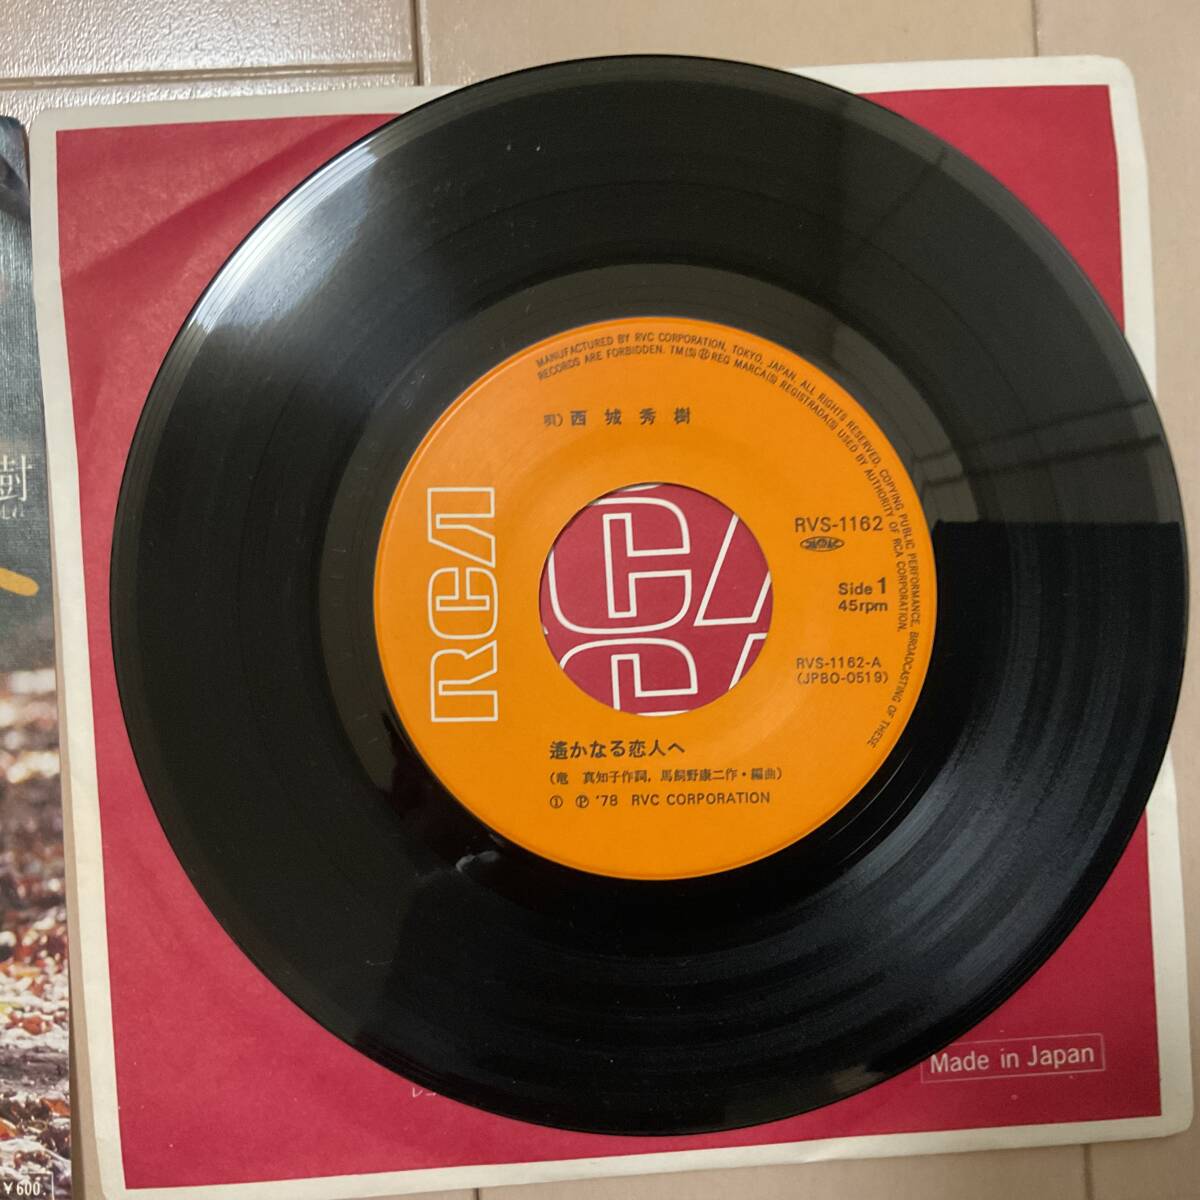 MANUFACTURED BY RVC CORPORATION, TOKYO, JAPAN. ALL RIGHTS RESERVED. COPYING PUBLIC PERFORMANCE, BROADCASTING OF THESE
RECORDS ARE FORBIDDEN. TM(S) ® REG MARCA(S) REGISTRADA(S) USED BY AUTHORITY OF RCA CORPORATION.
唄) 西城秀樹
RCA
RVS-1162
Side 1
45rpm
RVS-1162-A
(JPBO-0519)
遙かなる恋人へ
(竜 真知子作詞, 馬飼野康二作・編曲)
① Ⓟ '78 RVC CORPORATION
Made in Japan
樹
¥600.